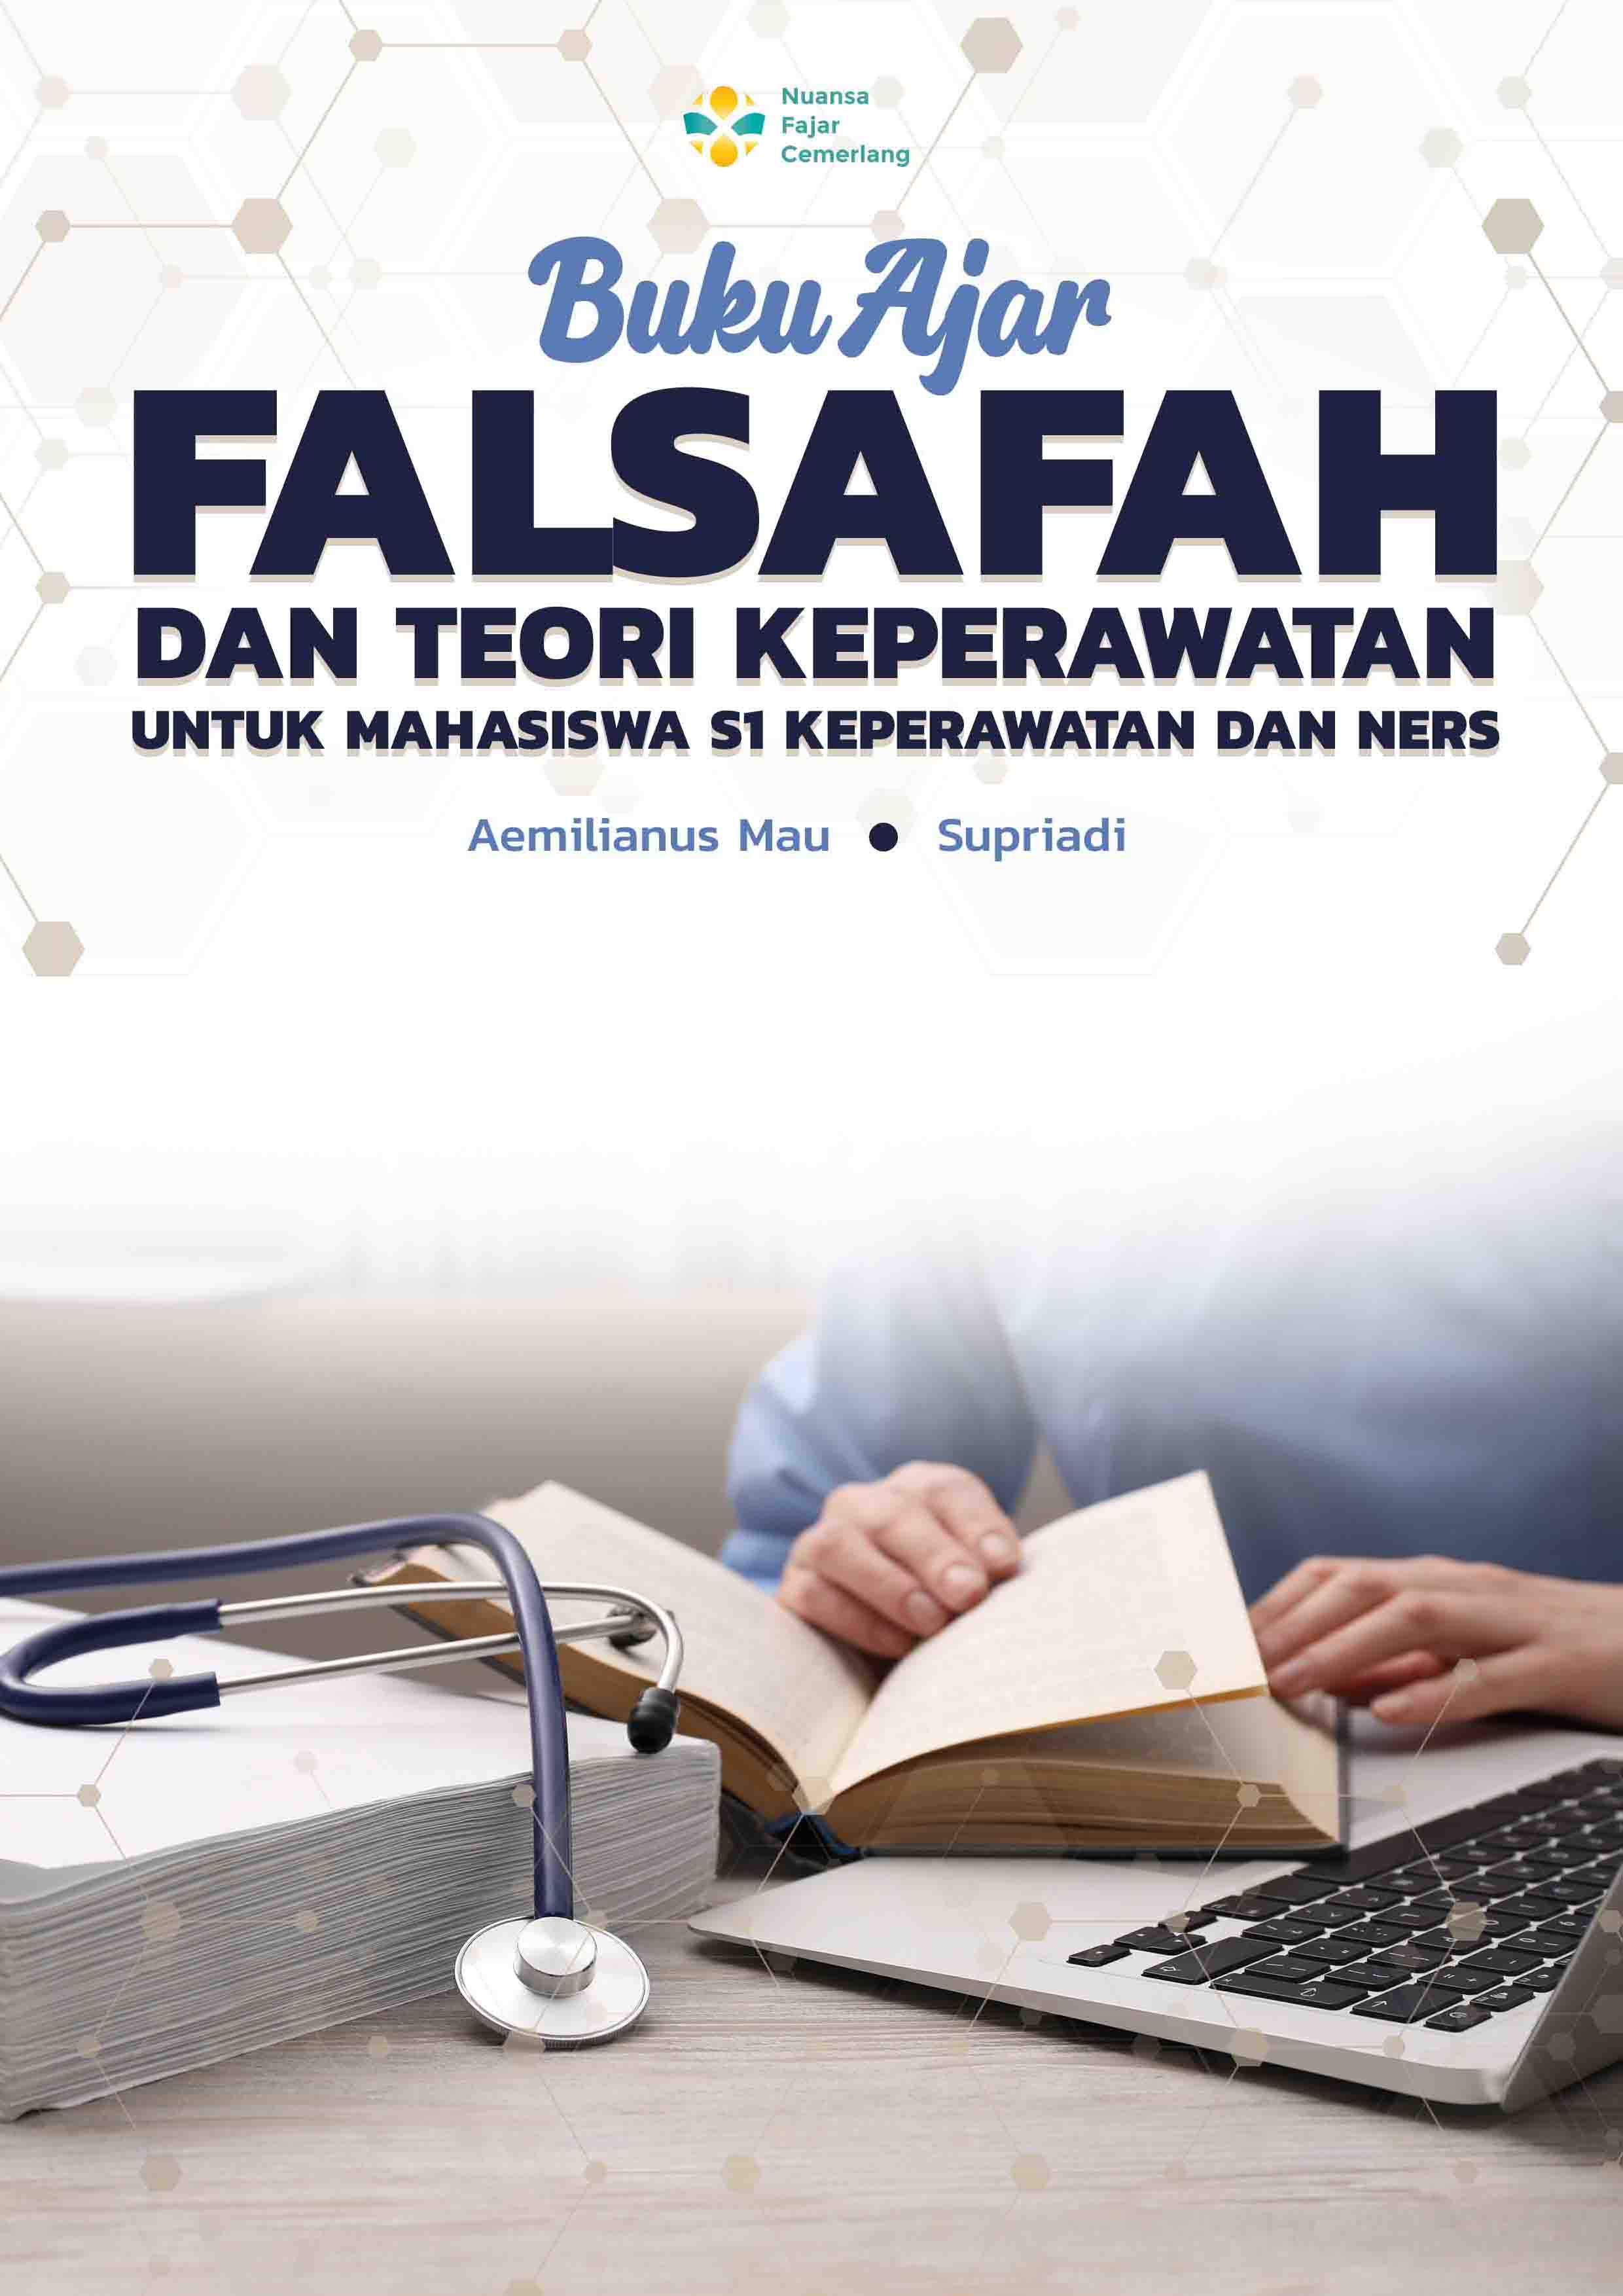 Nuansa
Fajar
Cemerlang
Buku Ajar
FALSAFAH
DAN TEORI KEPERAWATAN
UNTUK MAHASISWA S1 KEPERAWATAN DAN NERS
Aemilianus Mau ● Supriadi